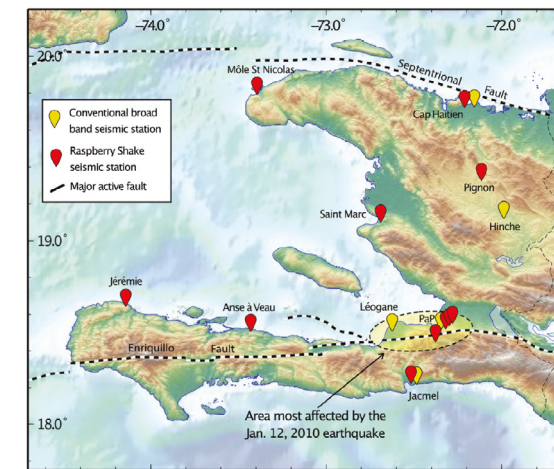 -74.0°
-73.0°
-72.0°
20.0°
Môle St Nicolas
Septentrional
Fault
Cap Haitien
Conventional broad
band seismic station
Raspberry Shake
seismic station
Major active fault
Pignon
Saint Marc
Hinche
19.0°
Jérémie
Anse à Veau
Léogane
PaP
Enriquillo
Fault
Jacmel
Area most affected by the
Jan. 12, 2010 earthquake
18.0°